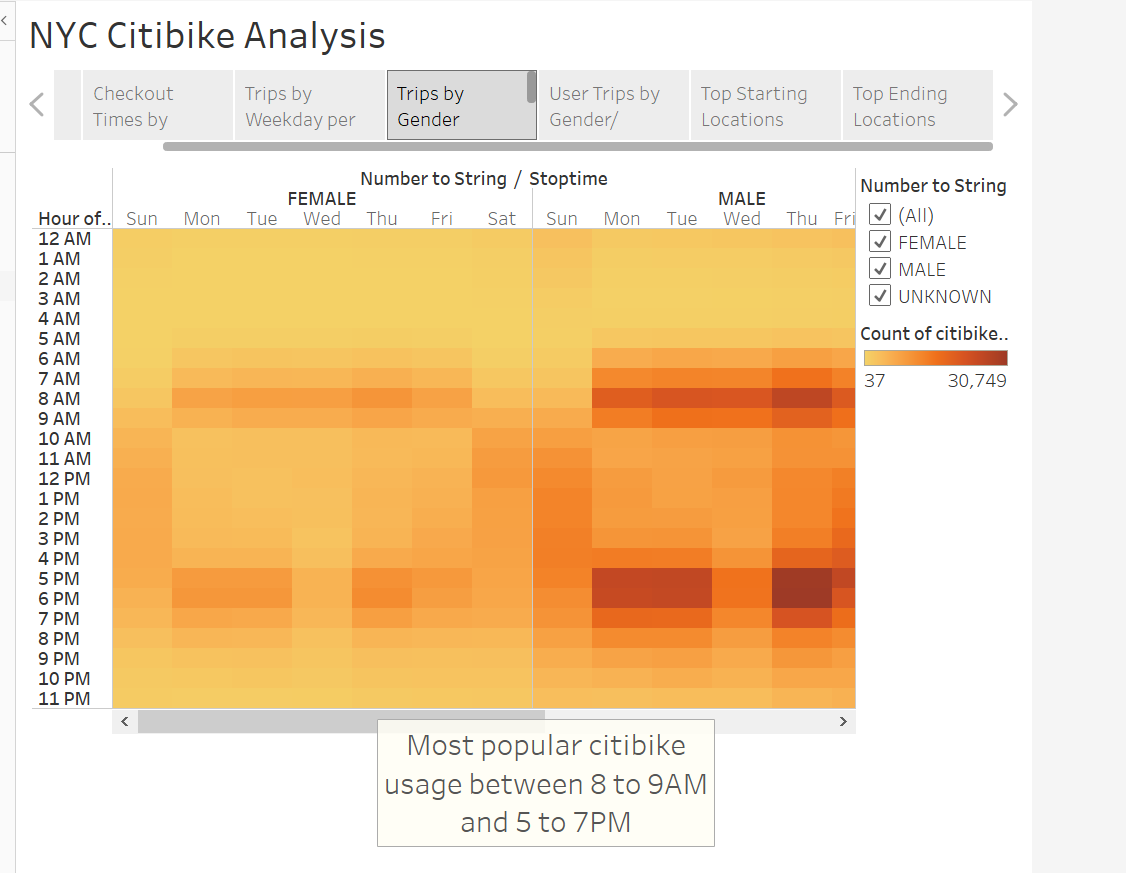 NYC Citibike Analysis
Checkout
Times by
Trips by
Weekday per
Trips by
Gender
User Trips by
Gender/
Top Starting
Locations
Top Ending
Locations
Number to String / Stoptime
FEMALE MALE
Hour of.. Sun Mon Tue Wed Thu Fri Sat Sun Mon Tue Wed Thu Fri
12 AM
1 AM
2 AM
3 AM
4 AM
5 AM
6 AM
7 AM
8 AM
9 AM
10 AM
11 AM
12 PM
1 PM
2 PM
3 PM
4 PM
5 PM
6 PM
7 PM
8 PM
9 PM
10 PM
11 PM
Number to String
(All)
FEMALE
MALE
UNKNOWN
Count of citibike..
37 30,749
Most popular citibike
usage between 8 to 9AM
and 5 to 7PM